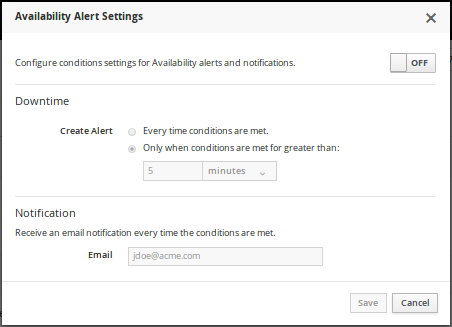 Availability Alert Settings
Configure conditions settings for Availability alerts and notifications.
OFF
Downtime
Create Alert
Every time conditions are met.
Only when conditions are met for greater than:
5 minutes
Notification
Receive an email notification every time the conditions are met.
Email jdoe@acme.com
Save Cancel